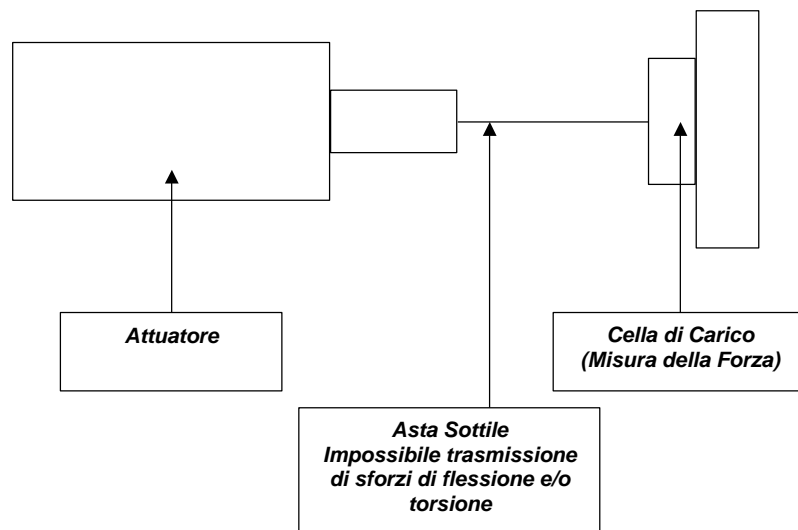 Attuatore
Cella di Carico
(Misura della Forza)
Asta Sottile
Impossibile trasmissione
di sforzi di flessione e/o
torsione